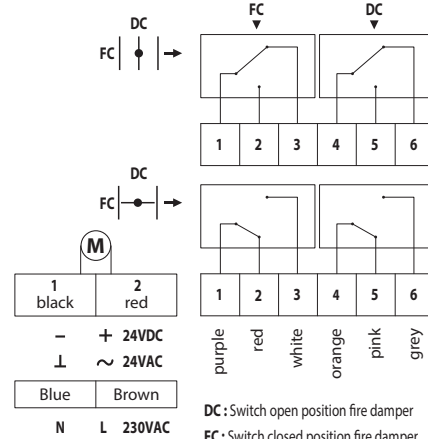 FC DC
DC
FC
1 2 3 4 5 6
DC
FC
M
1 2
black red
1 2 3 4 5 6
purple red white orange pink grey
– + 24VDC
⊥ ~ 24VAC
Blue Brown
N L 230VAC
DC : Switch open position fire damper
FC : Switch closed position fire damper